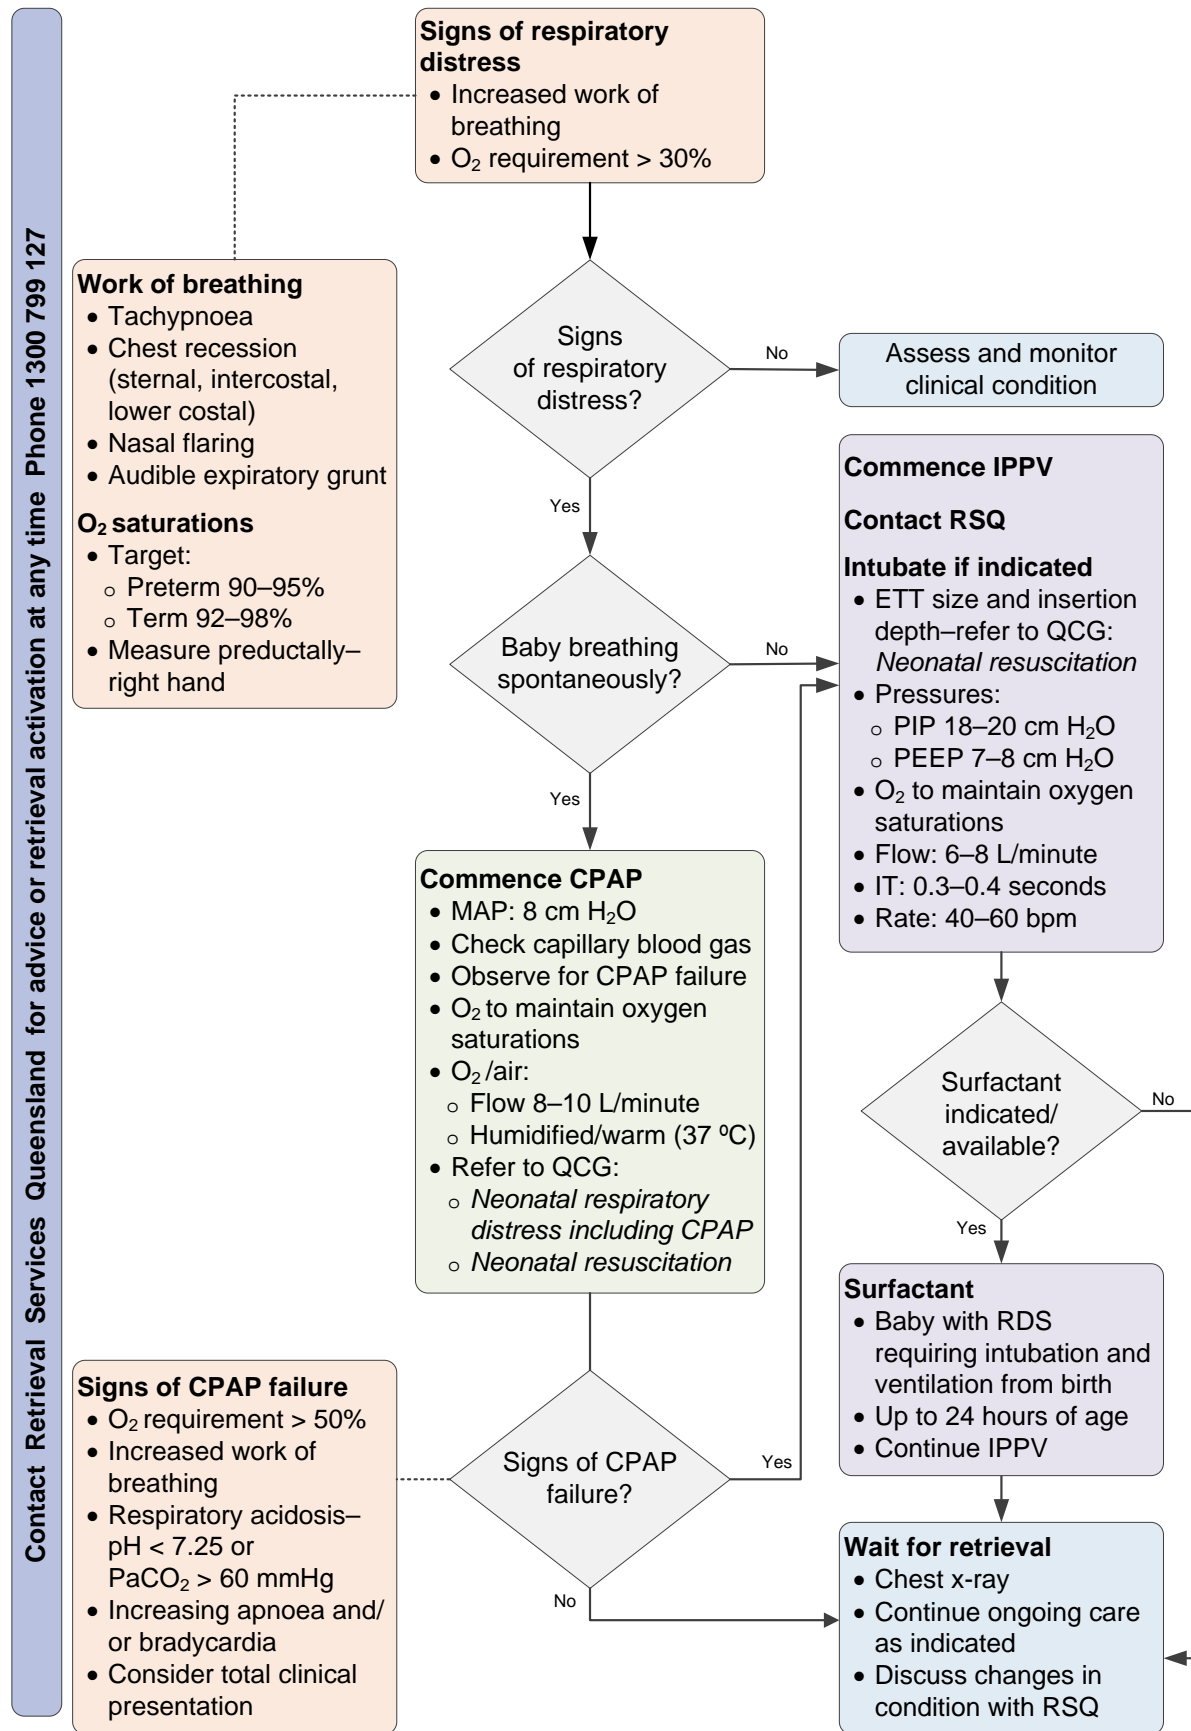 Contact Retrieval Services Queensland for advice or retrieval activation at any time Phone 1300 799 127
Signs of respiratory
distress
• Increased work of
breathing
• O₂ requirement > 30%
Work of breathing
• Tachypnoea
• Chest recession
(sternal, intercostal,
lower costal)
• Nasal flaring
• Audible expiratory grunt
O₂ saturations
• Target:
o Preterm 90–95%
o Term 92–98%
• Measure preductally–
right hand
Signs
of respiratory
distress?
No
Assess and monitor
clinical condition
Yes
Baby breathing
spontaneously?
No
Yes
Commence IPPV
Contact RSQ
Intubate if indicated
• ETT size and insertion
depth–refer to QCG:
Neonatal resuscitation
• Pressures:
o PIP 18–20 cm H₂O
o PEEP 7–8 cm H₂O
• O₂ to maintain oxygen
saturations
• Flow: 6–8 L/minute
• IT: 0.3–0.4 seconds
• Rate: 40–60 bpm
Commence CPAP
• MAP: 8 cm H₂O
• Check capillary blood gas
• Observe for CPAP failure
• O₂ to maintain oxygen
saturations
• O₂ /air:
o Flow 8–10 L/minute
o Humidified/warm (37 ⁰C)
• Refer to QCG:
o Neonatal respiratory
distress including CPAP
o Neonatal resuscitation
Surfactant
indicated/
available?
No
Yes
Surfactant
• Baby with RDS
requiring intubation and
ventilation from birth
• Up to 24 hours of age
• Continue IPPV
Signs of CPAP failure
• O₂ requirement > 50%
• Increased work of
breathing
• Respiratory acidosis–
pH < 7.25 or
PaCO₂ > 60 mmHg
• Increasing apnoea and/
or bradycardia
• Consider total clinical
presentation
Signs of CPAP
failure?
Yes
No
Wait for retrieval
• Chest x-ray
• Continue ongoing care
as indicated
• Discuss changes in
condition with RSQ